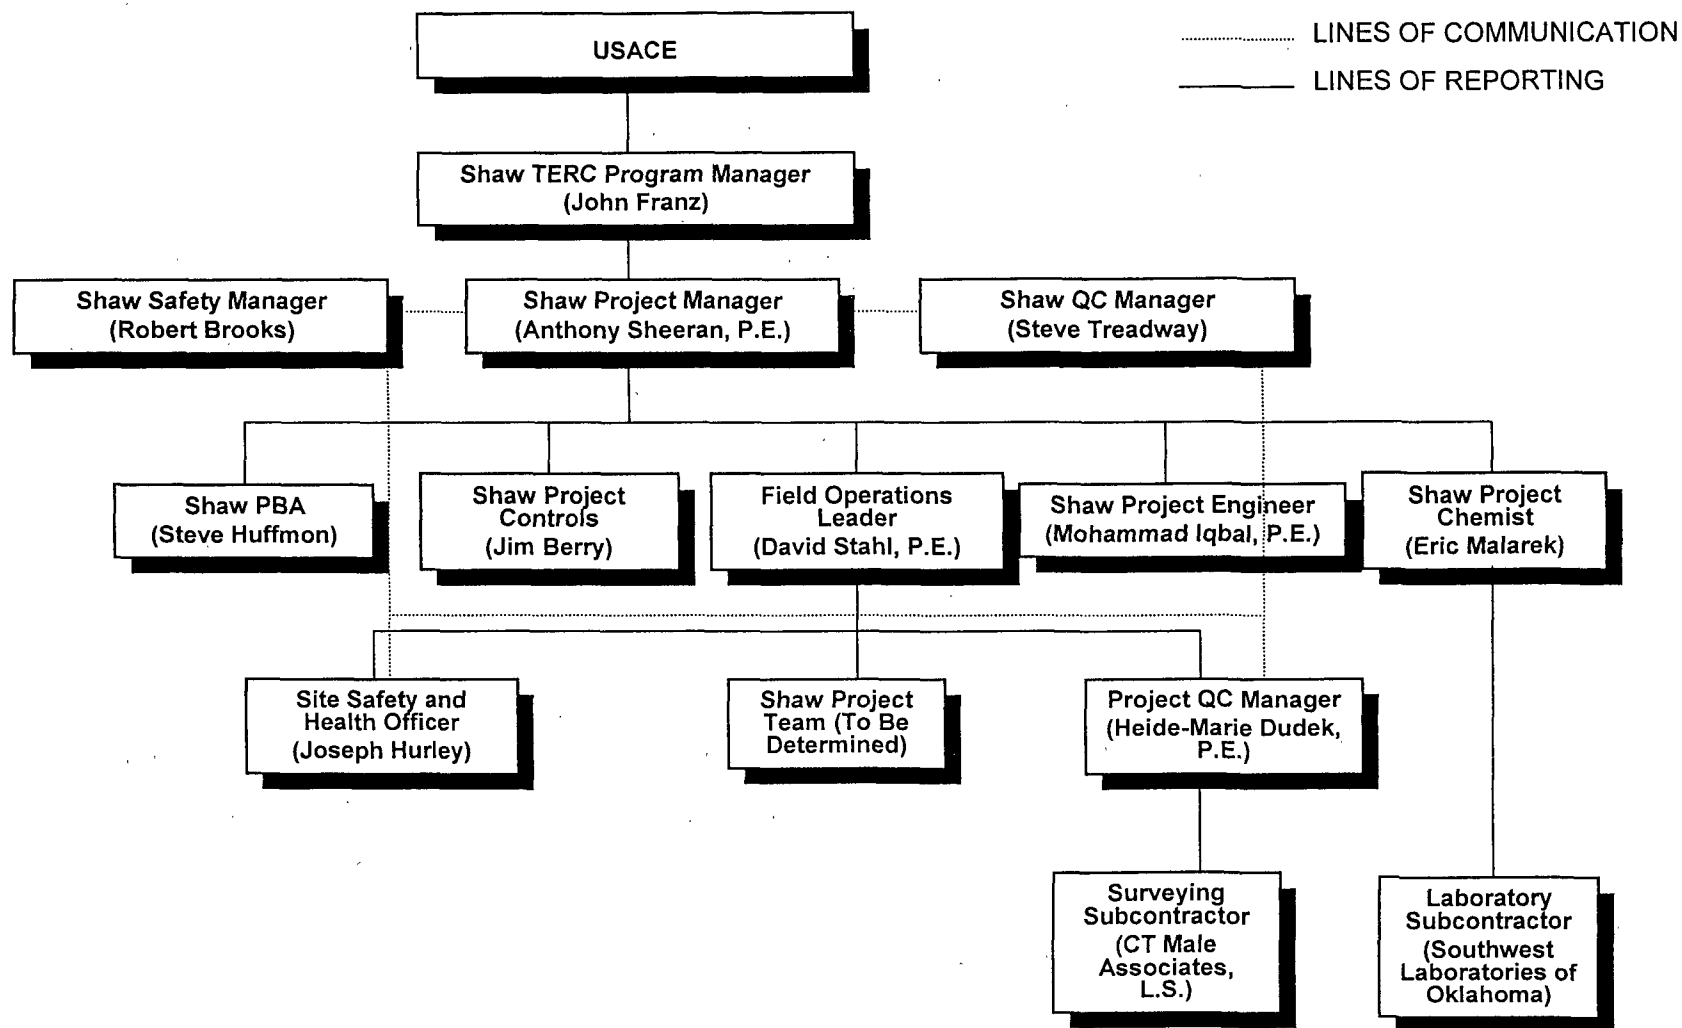 USACE
LINES OF COMMUNICATION
LINES OF REPORTING
Shaw TERC Program Manager
(John Franz)
Shaw Safety Manager
(Robert Brooks)
Shaw Project Manager
(Anthony Sheeran, P.E.)
Shaw QC Manager
(Steve Treadway)
Shaw PBA
(Steve Huffmon)
Shaw Project
Controls
(Jim Berry)
Field Operations
Leader
(David Stahl, P.E.)
Shaw Project Engineer
(Mohammad Iqbal, P.E.)
Shaw Project
Chemist
(Eric Malarek)
Site Safety and
Health Officer
(Joseph Hurley)
Shaw Project
Team (To Be
Determined)
Project QC Manager
(Heide-Marie Dudek,
P.E.)
Surveying
Subcontractor
(CT Male
Associates,
L.S.)
Laboratory
Subcontractor
(Southwest
Laboratories of
Oklahoma)